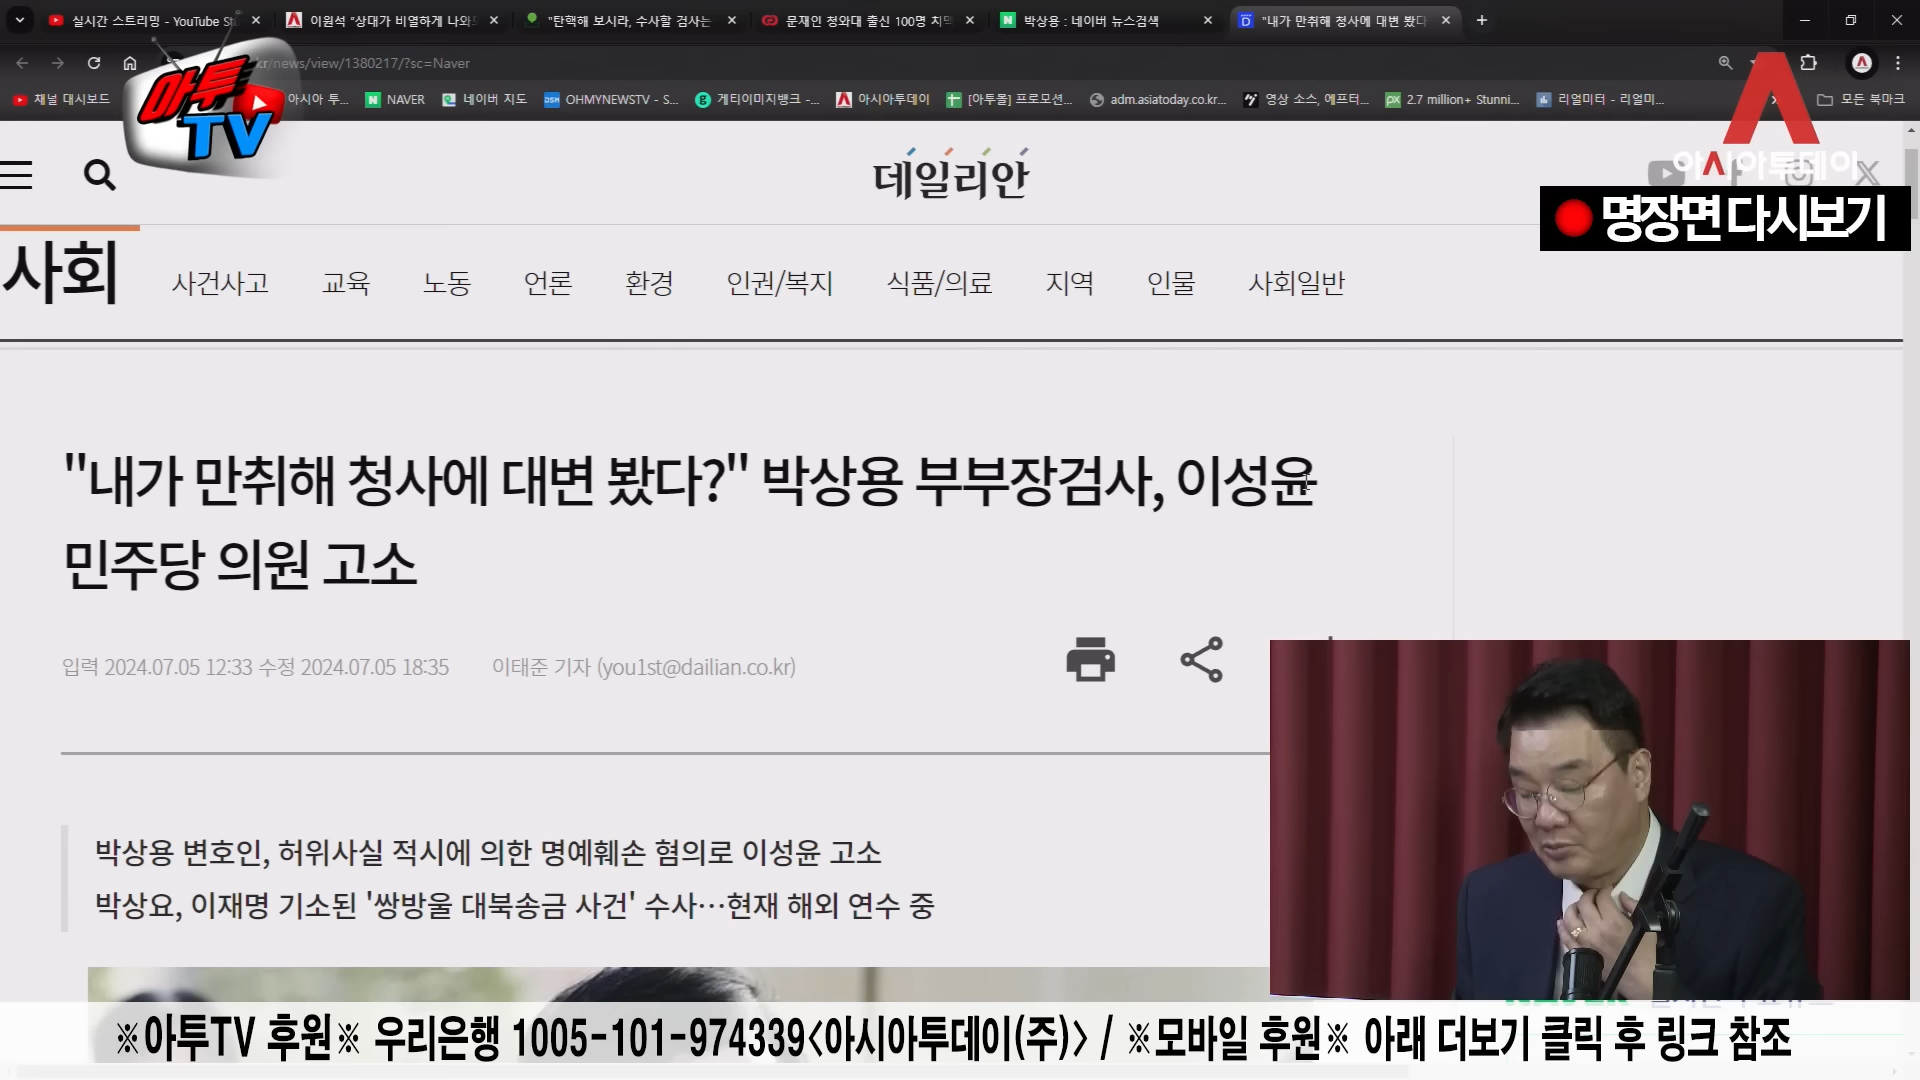 실시간 스트리밍 - YouTube St
이원석 "상대가 비열하게 나와도
"탄핵해 보시라, 수사할 검사는
문재인 청와대 출신 100명 치
박상용 : 네이버 뉴스검색
"내가 만취해 청사에 대변 봤다
kr/news/view/1380217/?sc=Naver
채널 대시보드
아시아 투...
NAVER
네이버 지도
OHMYNEWSTV - S...
게티이미지뱅크 -...
아시아투데이
[아투몰] 프로모션...
adm.asiatoday.co.kr...
영상 소스, 에프터...
2.7 million+ Stunni...
리얼미터 - 리얼미...
모든 북마크
아투
TV
데일리안
아시아투데이
명장면 다시보기
사회
사건사고
교육
노동
언론
환경
인권/복지
식품/의료
지역
인물
사회일반
"내가 만취해 청사에 대변 봤다?" 박상용 부부장검사, 이성윤
민주당 의원 고소
입력 2024.07.05 12:33 수정 2024.07.05 18:35
이태준 기자 (you1st@dailian.co.kr)
박상용 변호인, 허위사실 적시에 의한 명예훼손 혐의로 이성윤 고소
박상요, 이재명 기소된 '쌍방울 대북송금 사건' 수사…현재 해외 연수 중
※아투TV 후원※ 우리은행 1005-101-974339<아시아투데이(주)> / ※모바일 후원※ 아래 더보기 클릭 후 링크 참조